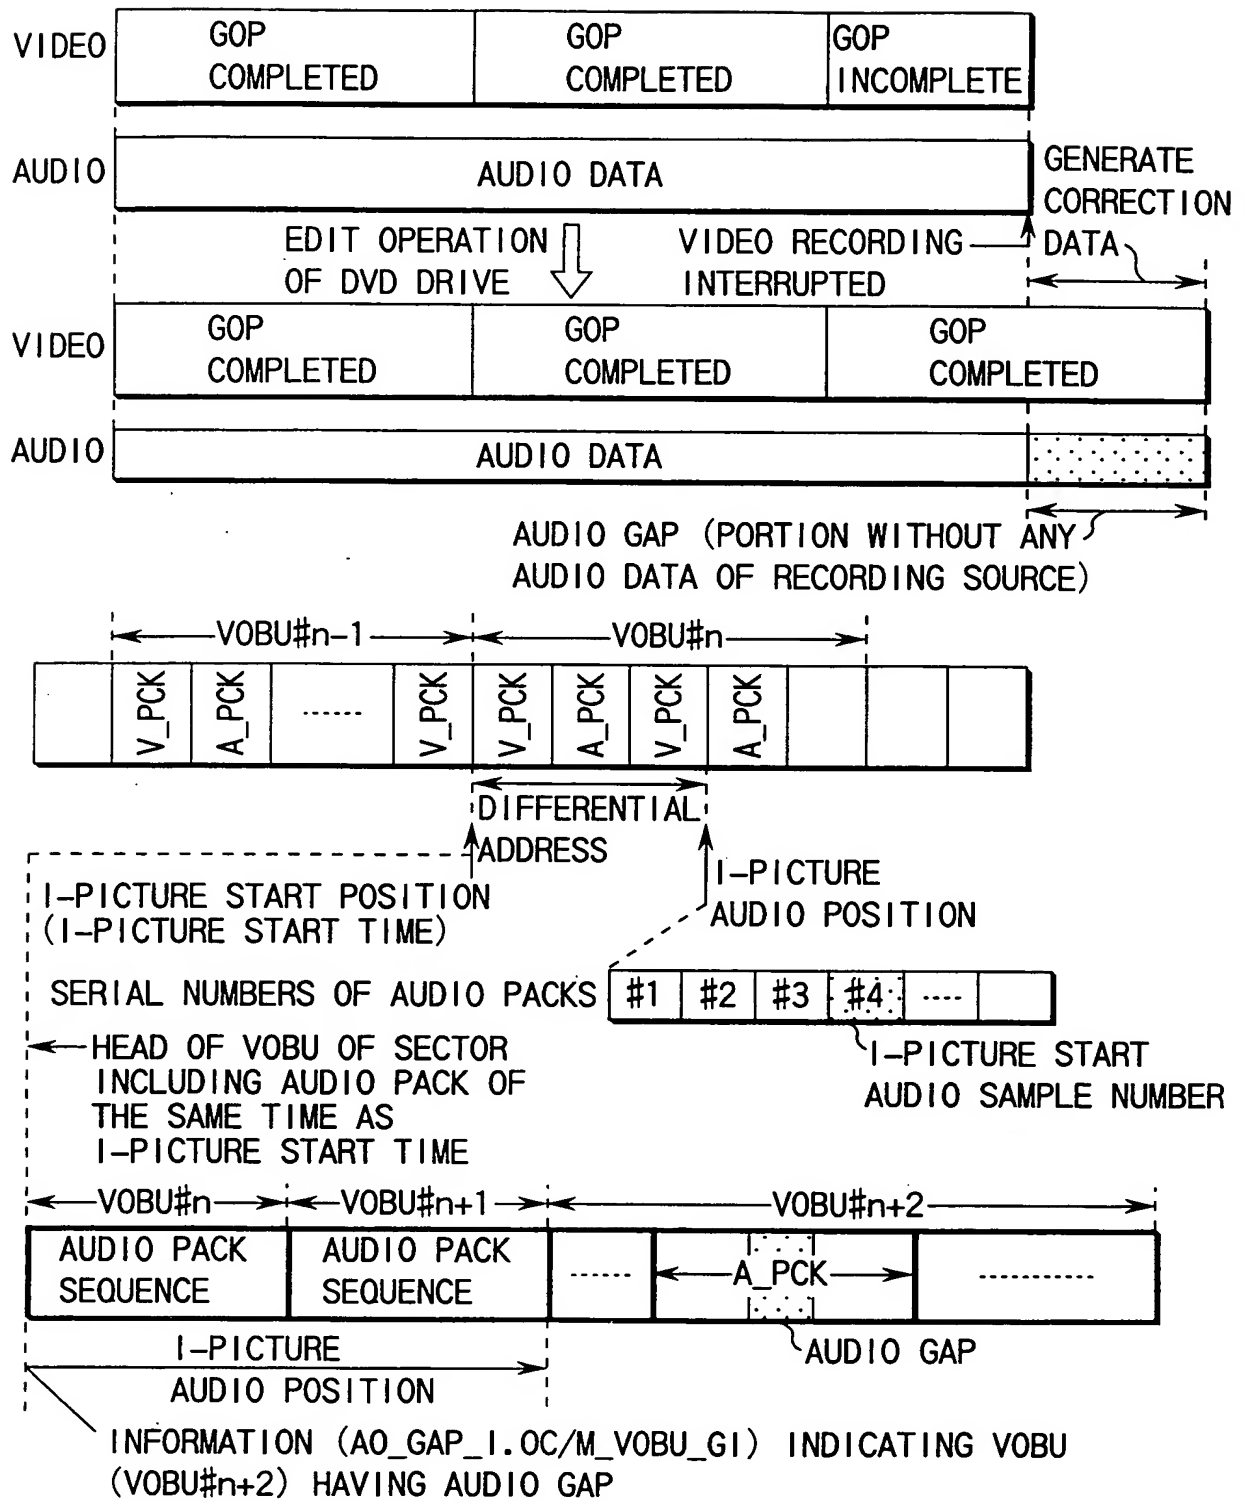 VIDEO
GOP
COMPLETED
GOP
COMPLETED
GOP
INCOMPLETE
AUDIO
AUDIO DATA
GENERATE
CORRECTION
DATA
EDIT OPERATION
OF DVD DRIVE
VIDEO RECORDING
INTERRUPTED
VIDEO
GOP
COMPLETED
GOP
COMPLETED
GOP
COMPLETED
AUDIO
AUDIO DATA
AUDIO GAP (PORTION WITHOUT ANY
AUDIO DATA OF RECORDING SOURCE)
VOBU#n-1
VOBU#n
V_PCK
A_PCK
------
V_PCK
V_PCK
A_PCK
V_PCK
A_PCK
DIFFERENTIAL
ADDRESS
I-PICTURE START POSITION
(I-PICTURE START TIME)
I-PICTURE
AUDIO POSITION
SERIAL NUMBERS OF AUDIO PACKS
#1
#2
#3
#4
----
I-PICTURE START
AUDIO SAMPLE NUMBER
HEAD OF VOBU OF SECTOR
INCLUDING AUDIO PACK OF
THE SAME TIME AS
I-PICTURE START TIME
VOBU#n
VOBU#n+1
VOBU#n+2
AUDIO PACK
SEQUENCE
AUDIO PACK
SEQUENCE
------
A_PCK
-----------
AUDIO GAP
I-PICTURE
AUDIO POSITION
INFORMATION (AO_GAP_I.OC/M_VOBU_GI) INDICATING VOBU
(VOBU#n+2) HAVING AUDIO GAP